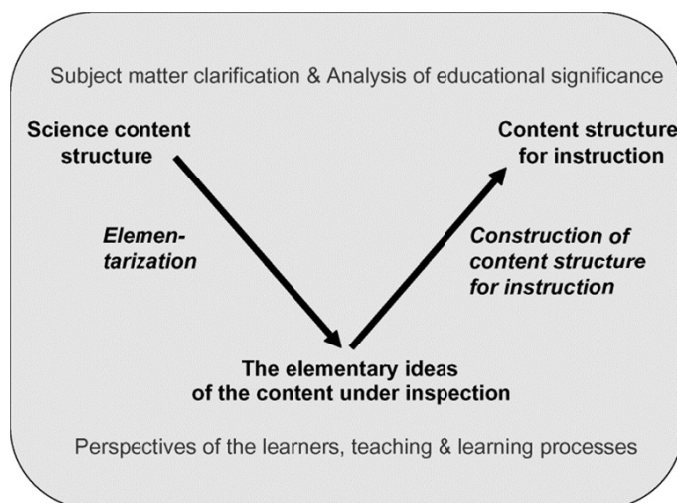 Subject matter clarification & Analysis of educational significance
Science content
structure
Content structure
for instruction
Elemen-
tarization
Construction of
content structure
for instruction
The elementary ideas
of the content under inspection
Perspectives of the learners, teaching & learning processes